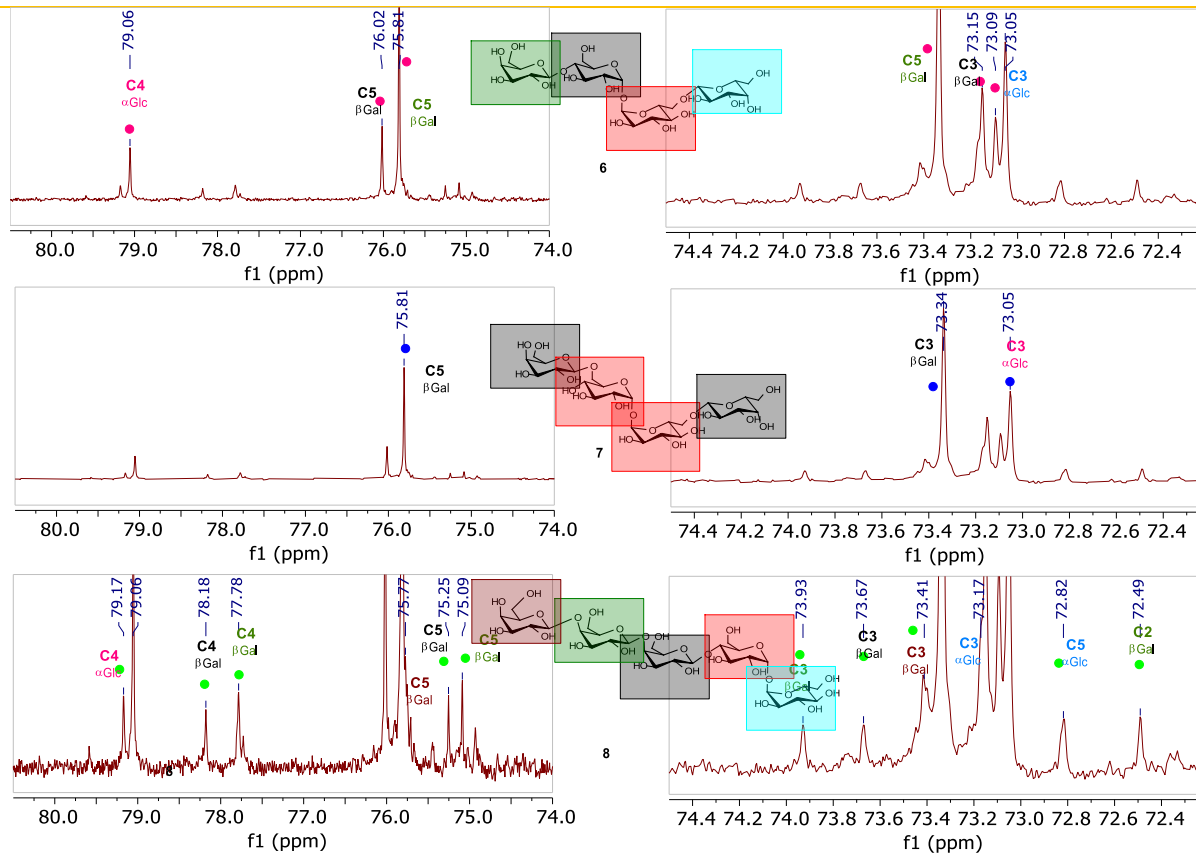 79.06
76.02
75.81
C4
αGlc
C5
βGal
C5
βGal
80.0 79.0 78.0 77.0 76.0 75.0 74.0
f1 (ppm)
6
73.15
73.09
73.05
C5
βGal
C3
βGal
C3
αGlc
74.4 74.2 74.0 73.8 73.6 73.4 73.2 73.0 72.8 72.6 72.4
f1 (ppm)
75.81
C5
βGal
80.0 79.0 78.0 77.0 76.0 75.0 74.0
f1 (ppm)
7
73.34
73.05
C3
βGal
C3
αGlc
74.4 74.2 74.0 73.8 73.6 73.4 73.2 73.0 72.8 72.6 72.4
f1 (ppm)
79.17
79.06
78.18
77.78
75.77
75.25
75.09
C4
αGlc
C4
βGal
C4
βGal
C5
βGal
C5
βGal
C5
βGal
80.0 79.0 78.0 77.0 76.0 75.0 74.0
f1 (ppm)
8
73.93
73.67
73.41
73.17
72.82
72.49
C3
βGal
C3
βGal
C3
βGal
C3
αGlc
C5
αGlc
C2
βGal
74.4 74.2 74.0 73.8 73.6 73.4 73.2 73.0 72.8 72.6 72.4
f1 (ppm)